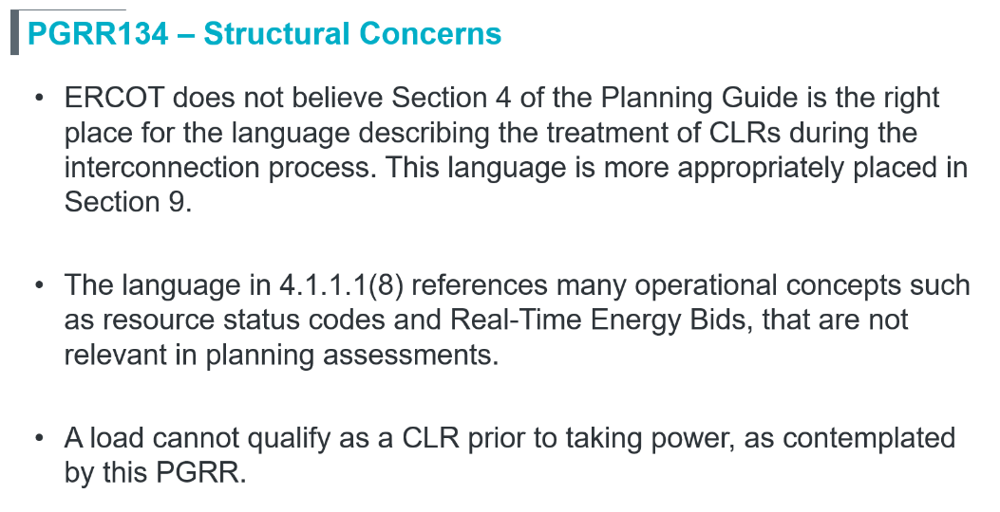 PGRR134 – Structural Concerns
• ERCOT does not believe Section 4 of the Planning Guide is the right
place for the language describing the treatment of CLRs during the
interconnection process. This language is more appropriately placed in
Section 9.
• The language in 4.1.1.1(8) references many operational concepts such
as resource status codes and Real-Time Energy Bids, that are not
relevant in planning assessments.
• A load cannot qualify as a CLR prior to taking power, as contemplated
by this PGRR.